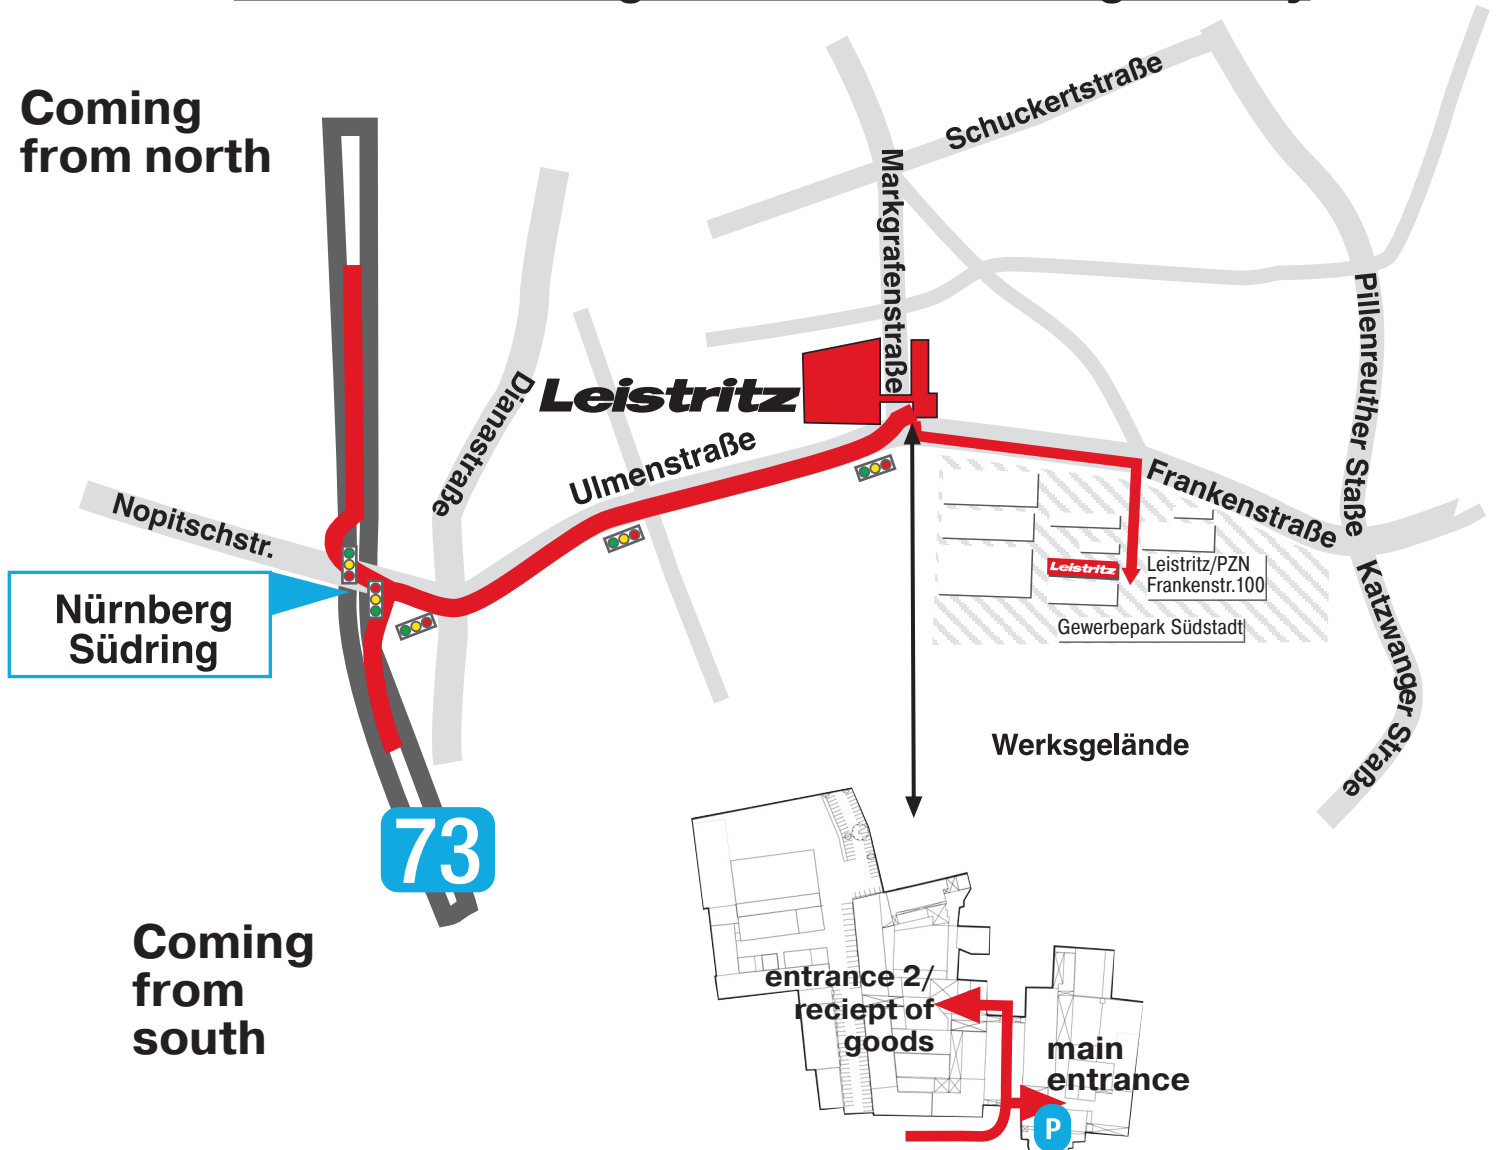 Coming
from north
Schuckertstraße
Markgrafenstraße
Pillenreuther Staße
Dianastraße
Leistritz
Ulmenstraße
Nopitschstr.
Frankenstraße
Nürnberg
Südring
Leistritz
Leistritz/PZN
Frankenstr.100
Gewerbepark Südstadt
Katzwanger Straße
Werksgelände
73
Coming
from
south
entrance 2/
reciept of
goods
main
entrance
P